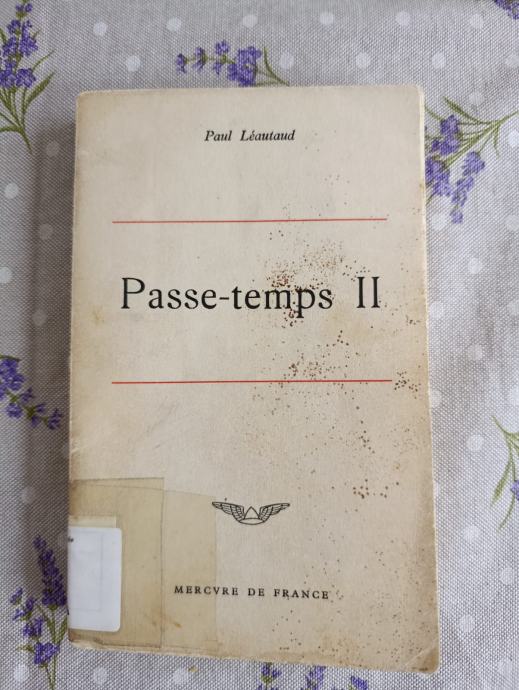 Paul Léautaud
Passe-temps II
MERCVRE DE FRANCE